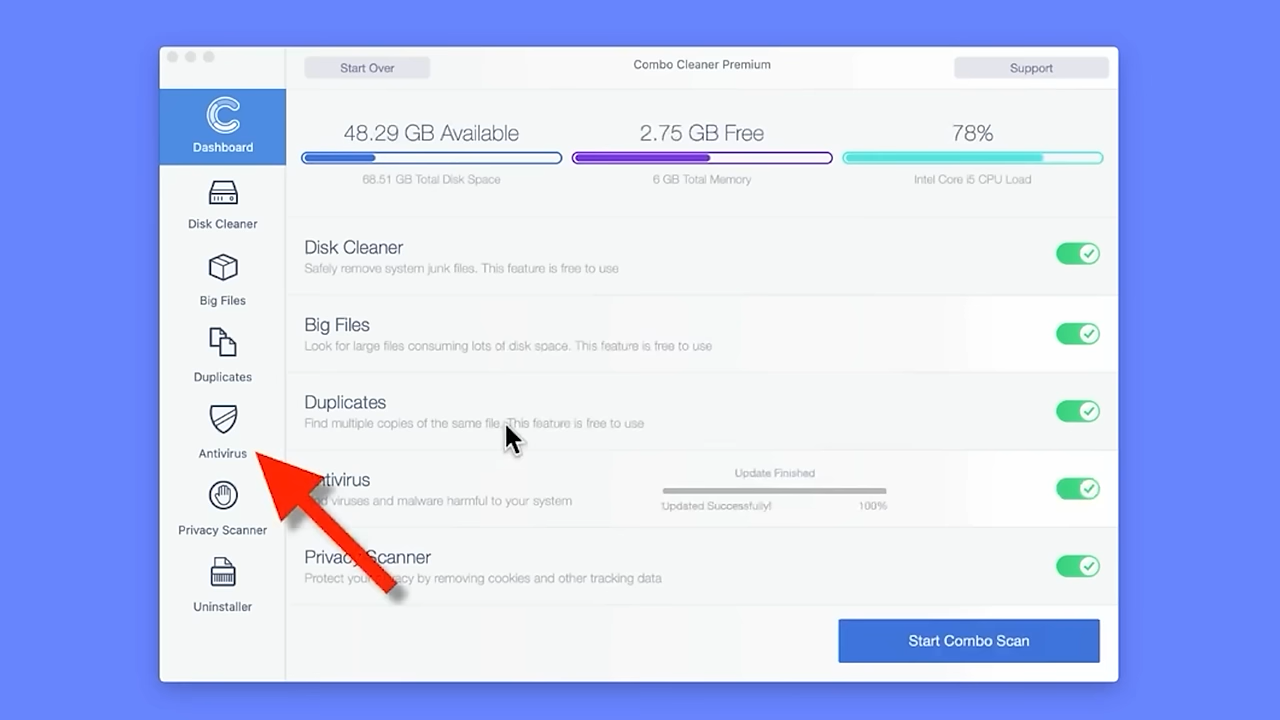 Start Over
Combo Cleaner Premium
Support
Dashboard
Disk Cleaner
Big Files
Duplicates
Antivirus
Privacy Scanner
Uninstaller
48.29 GB Available
68.51 GB Total Disk Space
2.75 GB Free
6 GB Total Memory
78%
Intel Core i5 CPU Load
Disk Cleaner
Safely remove system junk files. This feature is free to use
Big Files
Look for large files consuming lots of disk space. This feature is free to use
Duplicates
Find multiple copies of the same file. This feature is free to use
ntivirus
viruses and malware harmful to your system
Update Finished
Updated Successfully!
100%
Privacy Scanner
Protect your privacy by removing cookies and other tracking data
Start Combo Scan